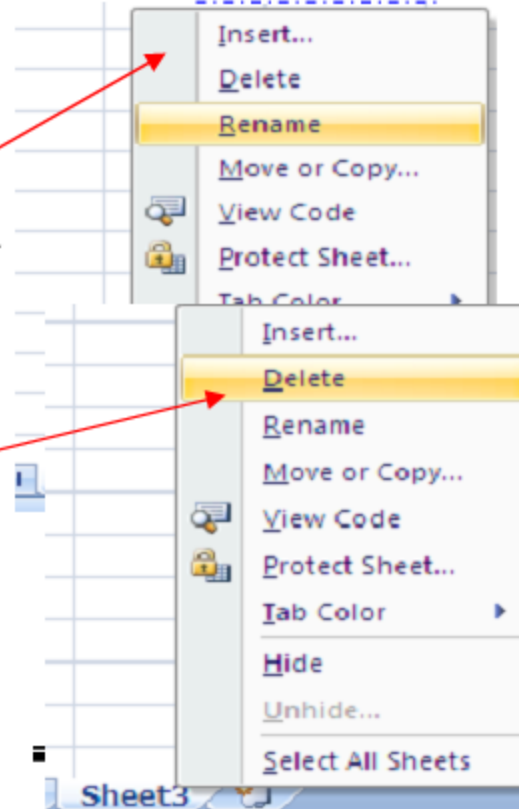 Insert...
Delete
Rename
Move or Copy...
View Code
Protect Sheet...
Tab Color
Insert...
Delete
Rename
Move or Copy...
View Code
Protect Sheet...
Tab Color
Hide
Unhide...
Select All Sheets
Sheet3